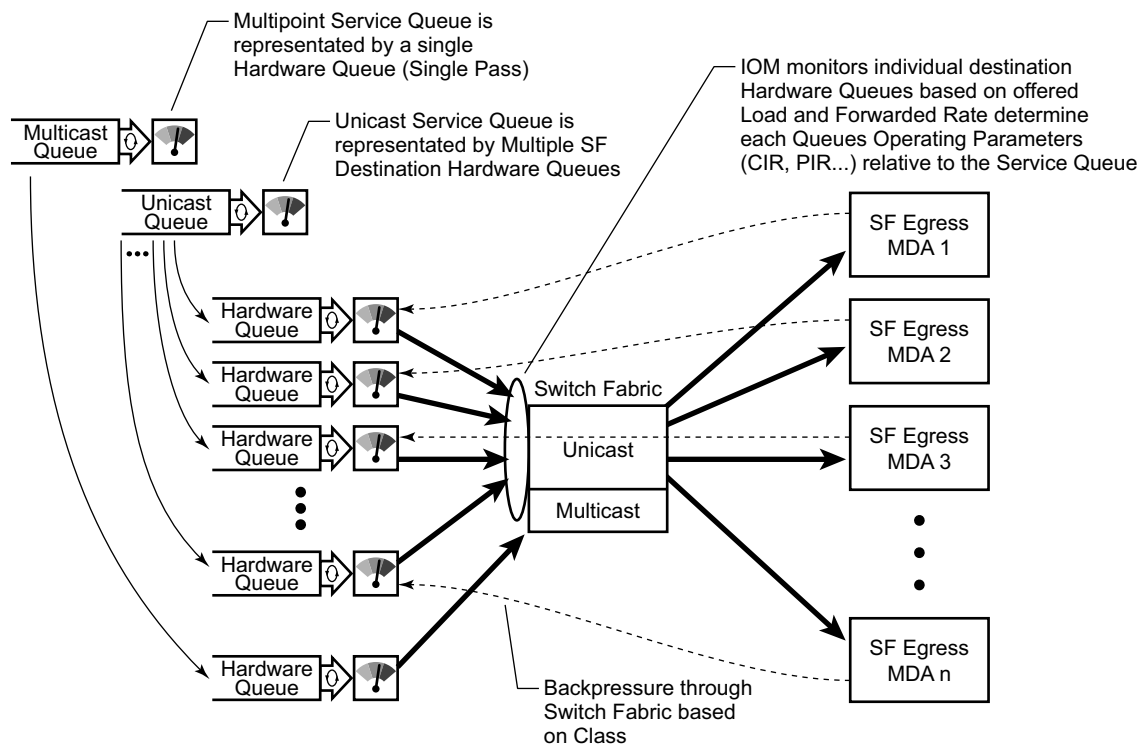 Multipoint Service Queue is
representated by a single
Hardware Queue (Single Pass)
IOM monitors individual destination
Hardware Queues based on offered
Load and Forwarded Rate determine
each Queues Operating Parameters
(CIR, PIR...) relative to the Service Queue
Multicast
Queue
Unicast Service Queue is
representated by Multiple SF
Destination Hardware Queues
Unicast
Queue
SF Egress
MDA 1
Hardware
Queue
SF Egress
MDA 2
Hardware
Queue
Switch Fabric
Hardware
Queue
Unicast
SF Egress
MDA 3
Multicast
Hardware
Queue
SF Egress
MDA n
Hardware
Queue
Backpressure through
Switch Fabric based
on Class